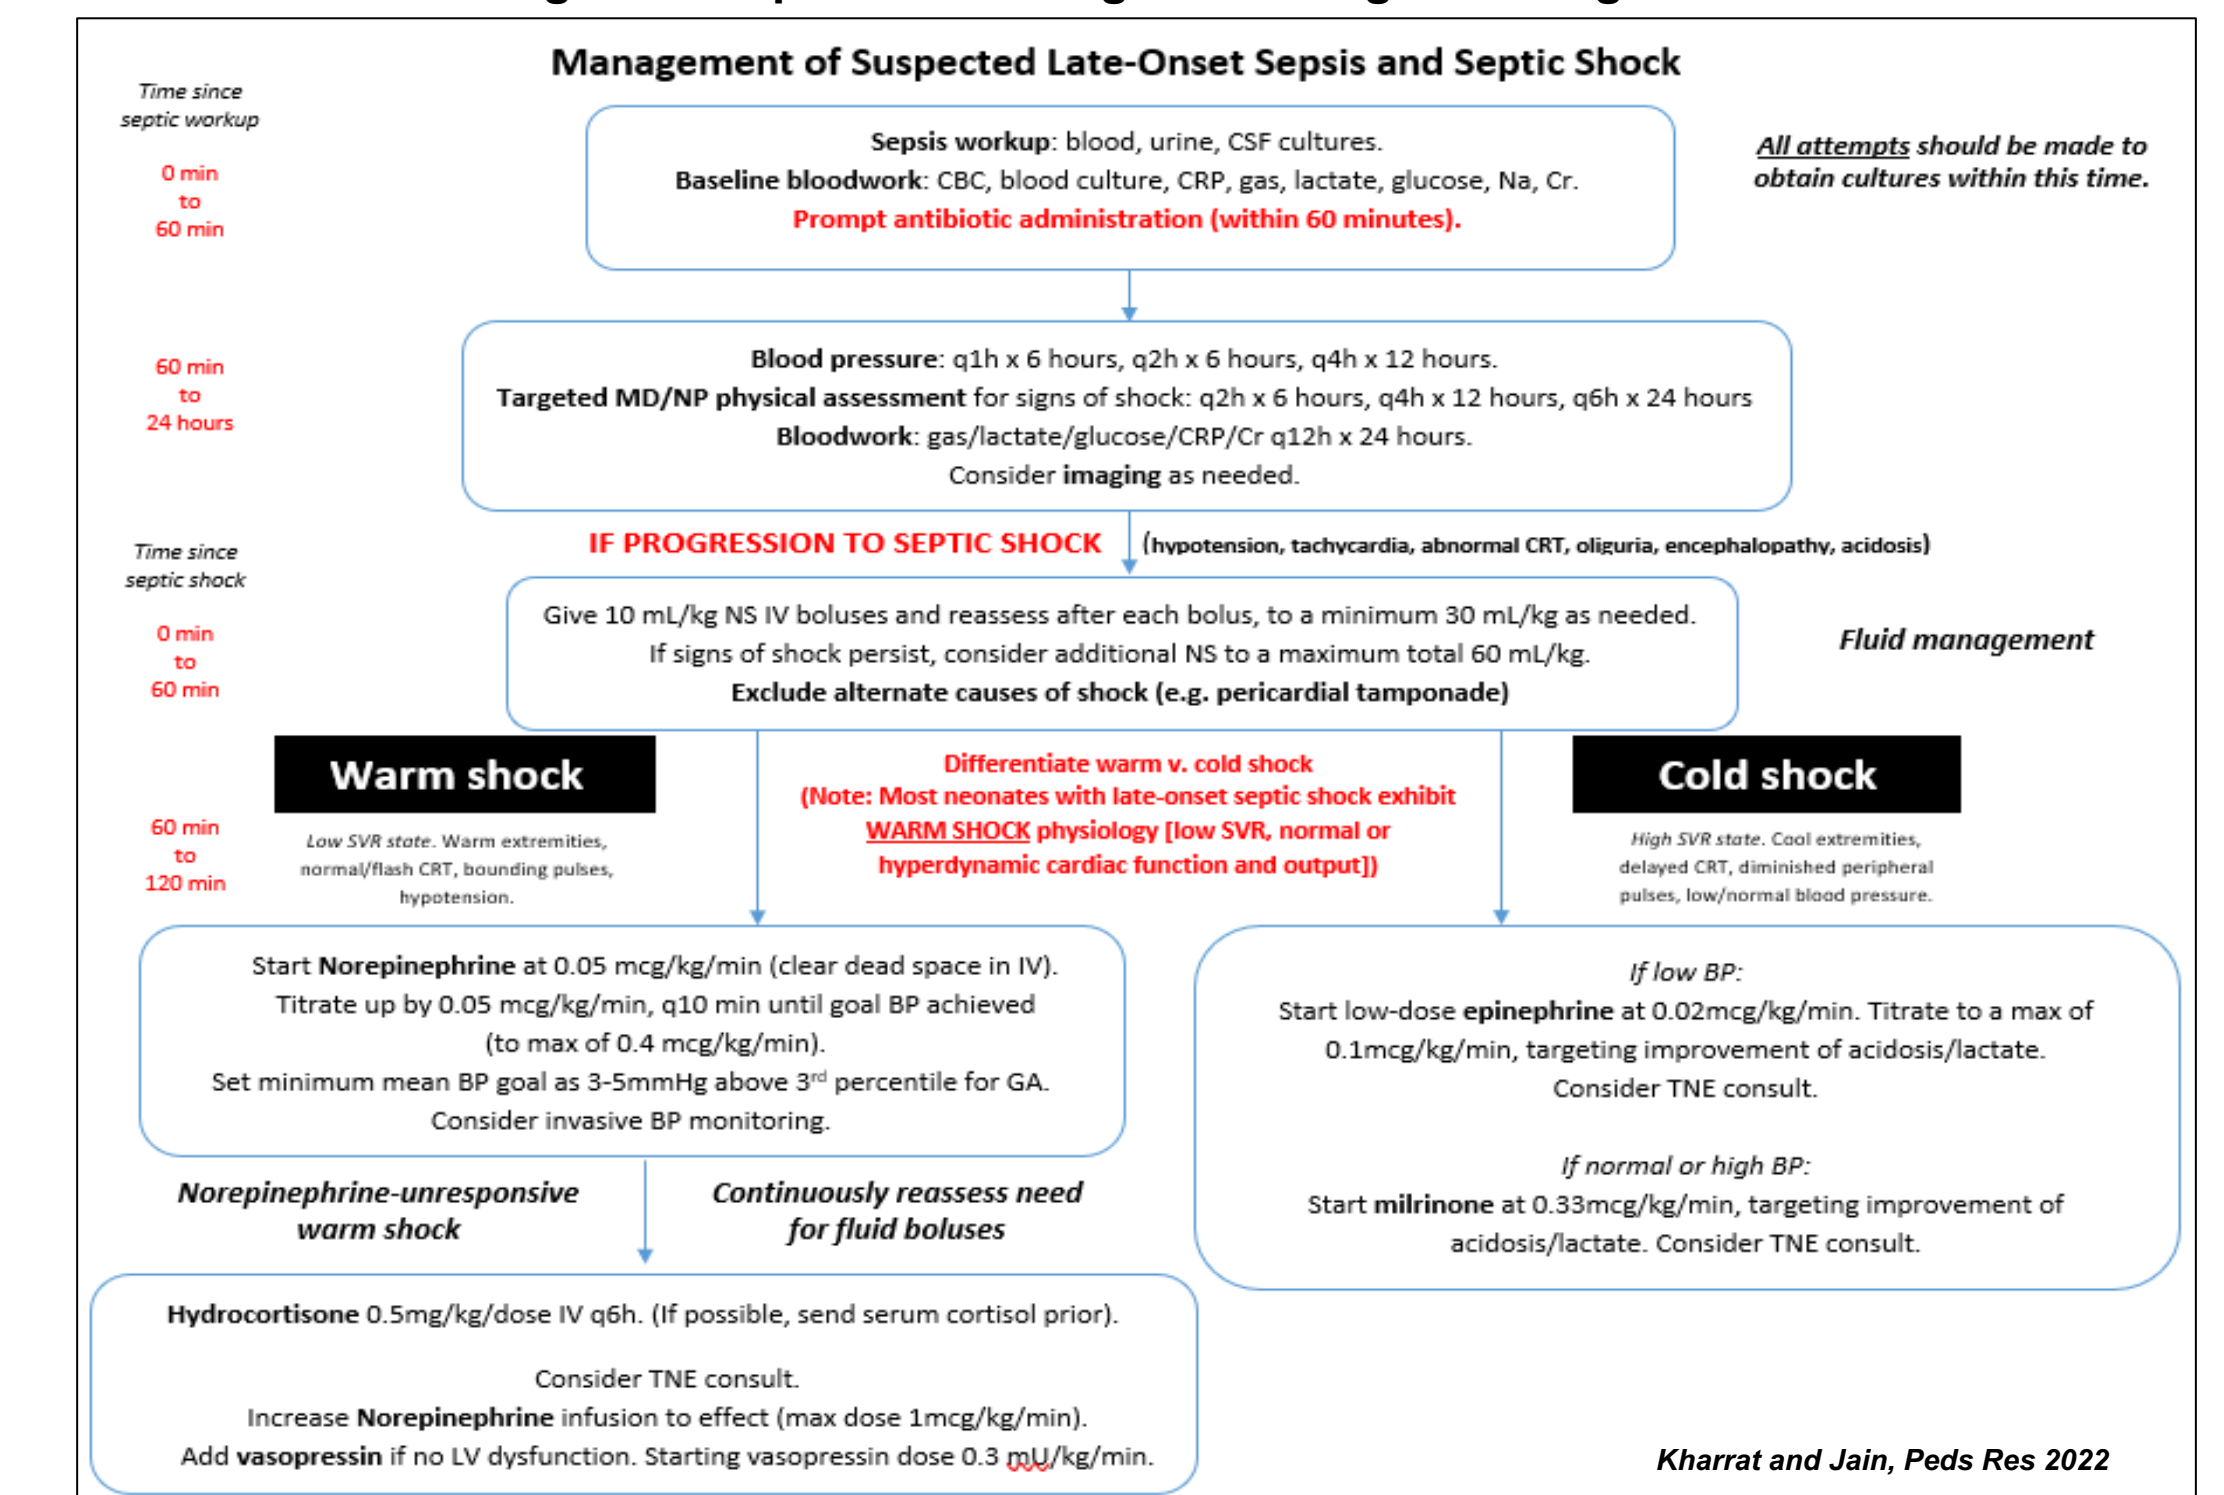 Management of Suspected Late-Onset Sepsis and Septic Shock
Time since
septic workup
0 min
to
60 min
Sepsis workup: blood, urine, CSF cultures.
Baseline bloodwork: CBC, blood culture, CRP, gas, lactate, glucose, Na, Cr.
Prompt antibiotic administration (within 60 minutes).
All attempts should be made to
obtain cultures within this time.
60 min
to
24 hours
Blood pressure: q1h x 6 hours, q2h x 6 hours, q4h x 12 hours.
Targeted MD/NP physical assessment for signs of shock: q2h x 6 hours, q4h x 12 hours, q6h x 24 hours
Bloodwork: gas/lactate/glucose/CRP/Cr q12h x 24 hours.
Consider imaging as needed.
IF PROGRESSION TO SEPTIC SHOCK
(hypotension, tachycardia, abnormal CRT, oliguria, encephalopathy, acidosis)
Time since
septic shock
0 min
to
60 min
Give 10 mL/kg NS IV boluses and reassess after each bolus, to a minimum 30 mL/kg as needed.
If signs of shock persist, consider additional NS to a maximum total 60 mL/kg.
Exclude alternate causes of shock (e.g. pericardial tamponade)
Fluid management
Warm shock
Differentiate warm v. cold shock
(Note: Most neonates with late-onset septic shock exhibit
WARM SHOCK physiology [low SVR, normal or
hyperdynamic cardiac function and output])
Cold shock
60 min
to
120 min
Low SVR state. Warm extremities,
normal/flash CRT, bounding pulses,
hypotension.
High SVR state. Cool extremities,
delayed CRT, diminished peripheral
pulses, low/normal blood pressure.
Start Norepinephrine at 0.05 mcg/kg/min (clear dead space in IV).
Titrate up by 0.05 mcg/kg/min, q10 min until goal BP achieved
(to max of 0.4 mcg/kg/min).
Set minimum mean BP goal as 3-5mmHg above 3rd percentile for GA.
Consider invasive BP monitoring.
If low BP:
Start low-dose epinephrine at 0.02mcg/kg/min. Titrate to a max of
0.1mcg/kg/min, targeting improvement of acidosis/lactate.
Consider TNE consult.
If normal or high BP:
Start milrinone at 0.33mcg/kg/min, targeting improvement of
acidosis/lactate. Consider TNE consult.
Norepinephrine-unresponsive
warm shock
Continuously reassess need
for fluid boluses
Hydrocortisone 0.5mg/kg/dose IV q6h. (If possible, send serum cortisol prior).
Consider TNE consult.
Increase Norepinephrine infusion to effect (max dose 1mcg/kg/min).
Add vasopressin if no LV dysfunction. Starting vasopressin dose 0.3 mU/kg/min.
Kharrat and Jain, Peds Res 2022